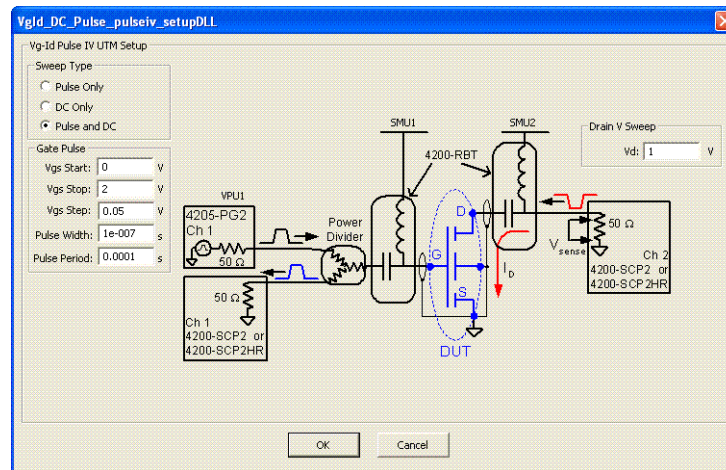 VgId_DC_Pulse_pulseiv_setupDLL
Vg-Id Pulse IV UTM Setup
Sweep Type
Pulse Only
DC Only
Pulse and DC
Gate Pulse
Vgs Start: 0 V
Vgs Stop: 2 V
Vgs Step: 0.05 V
Pulse Width: 1e-007 s
Pulse Period: 0.0001 s
SMU1
SMU2
4200-RBT
Drain V Sweep
Vd: 1 V
VPU1
4205-PG2
Ch 1
50 Ω
Power
Divider
50 Ω
Ch 1
4200-SCP2 or
4200-SCP2HR
D
G
S
DUT
ID
Vsense
50 Ω
Ch 2
4200-SCP2 or
4200-SCP2HR
OK
Cancel